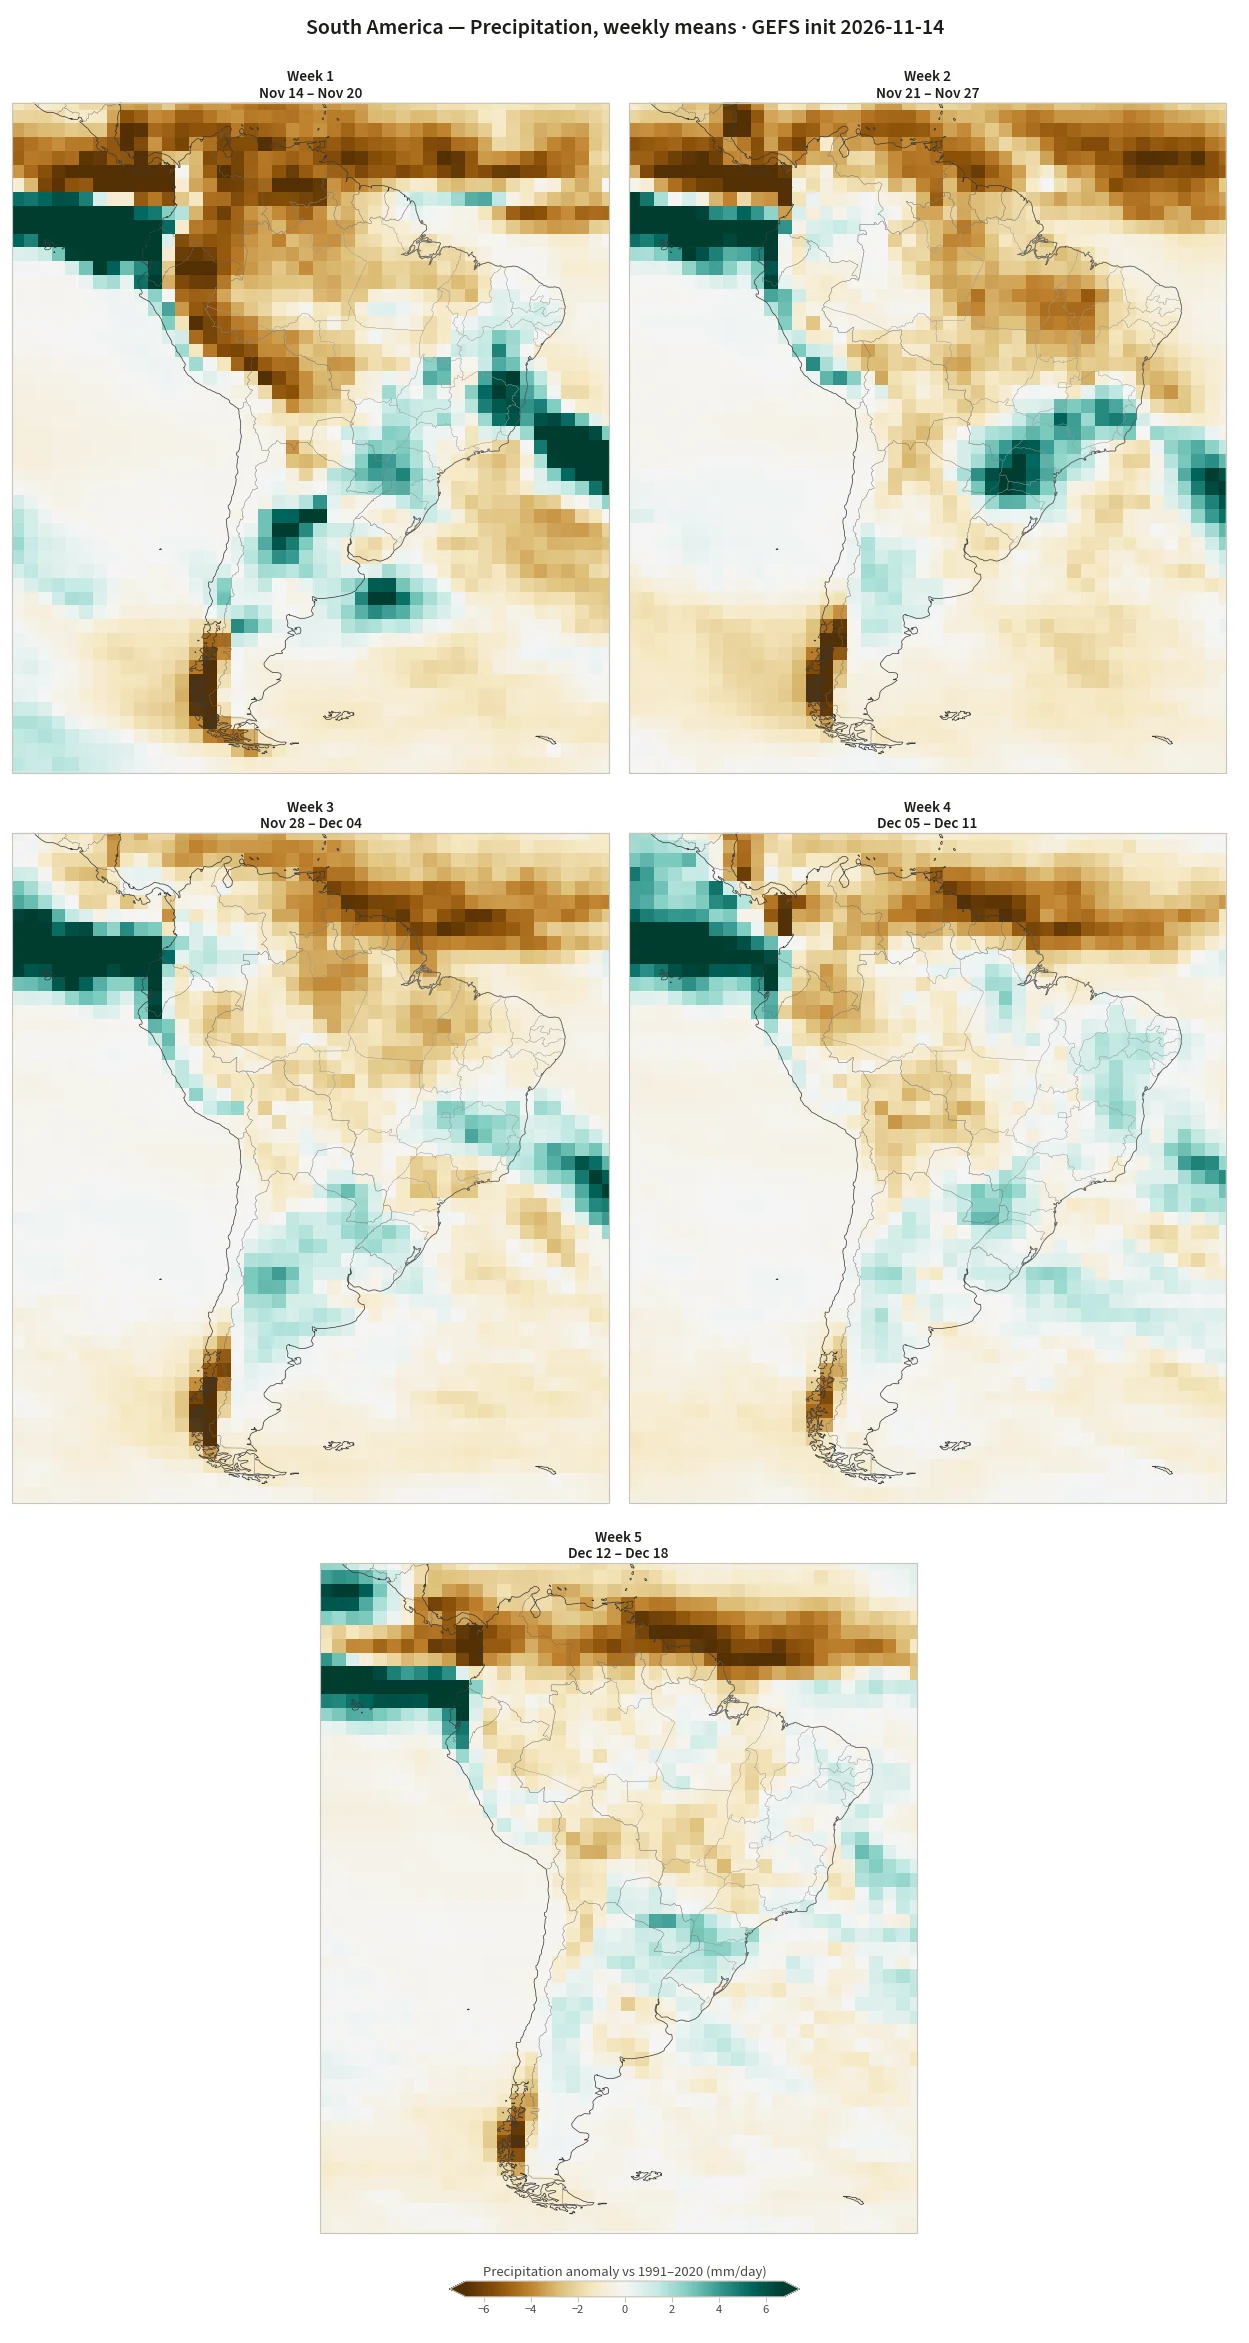 South America — Precipitation, weekly means · GEFS init 2026-11-14
Week 1
Nov 14 – Nov 20
Week 2
Nov 21 – Nov 27
Week 3
Nov 28 – Dec 04
Week 4
Dec 05 – Dec 11
Week 5
Dec 12 – Dec 18
Precipitation anomaly vs 1991–2020 (mm/day)
−6 −4 −2 0 2 4 6